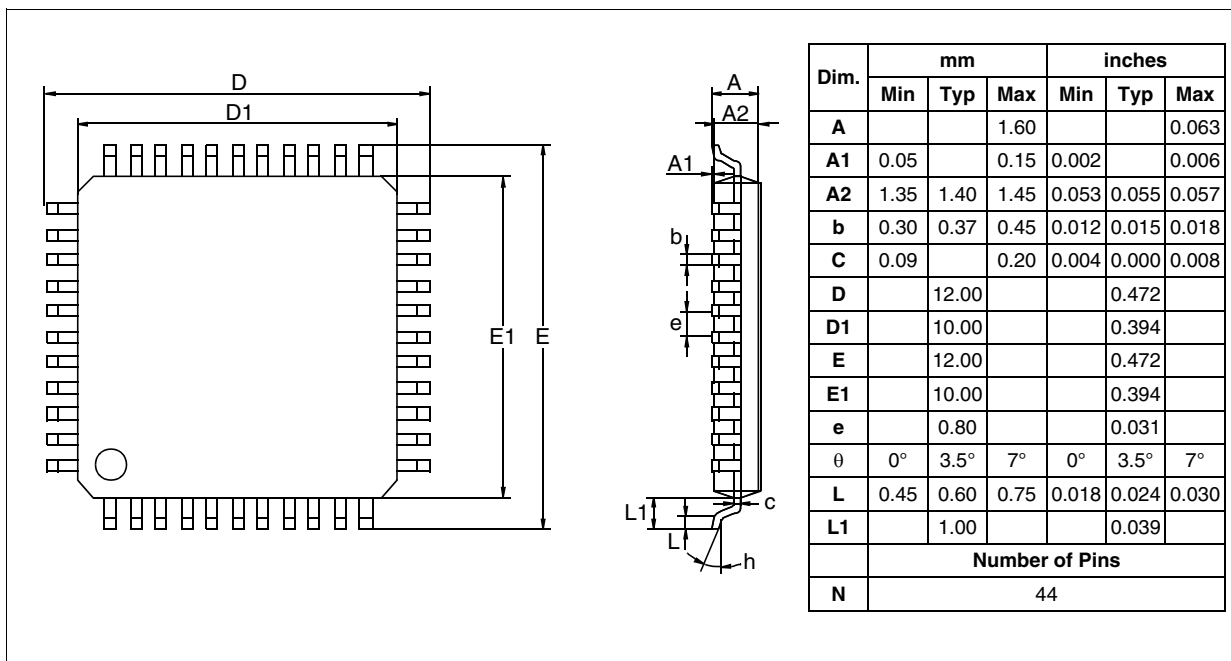 D
D1
E1
E
A
A2
A1
b
e
c
L1
L
h
Dim. mm inches
Min Typ Max Min Typ Max
A 1.60 0.063
A1 0.05 0.15 0.002 0.006
A2 1.35 1.40 1.45 0.053 0.055 0.057
b 0.30 0.37 0.45 0.012 0.015 0.018
C 0.09 0.20 0.004 0.000 0.008
D 12.00 0.472
D1 10.00 0.394
E 12.00 0.472
E1 10.00 0.394
e 0.80 0.031
θ 0° 3.5° 7° 0° 3.5° 7°
L 0.45 0.60 0.75 0.018 0.024 0.030
L1 1.00 0.039
Number of Pins
N 44